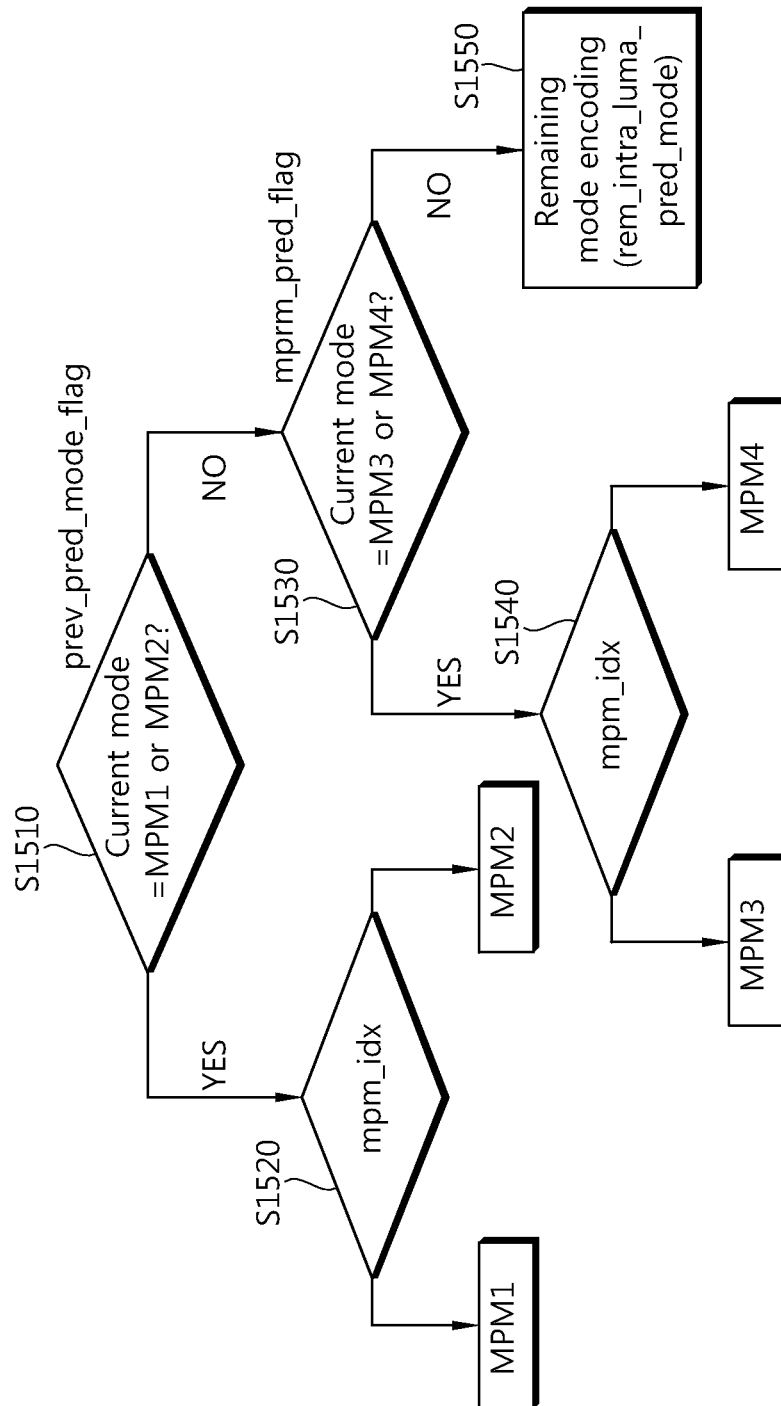 S1510
Current mode
=MPM1 or MPM2?
prev_pred_mode_flag
YES
NO
S1520
mpm_idx
MPM1
MPM2
S1530
Current mode
=MPM3 or MPM4?
mprm_pred_flag
YES
NO
S1540
mpm_idx
MPM3
MPM4
S1550
Remaining
mode encoding
(rem_intra_luma_
pred_mode)